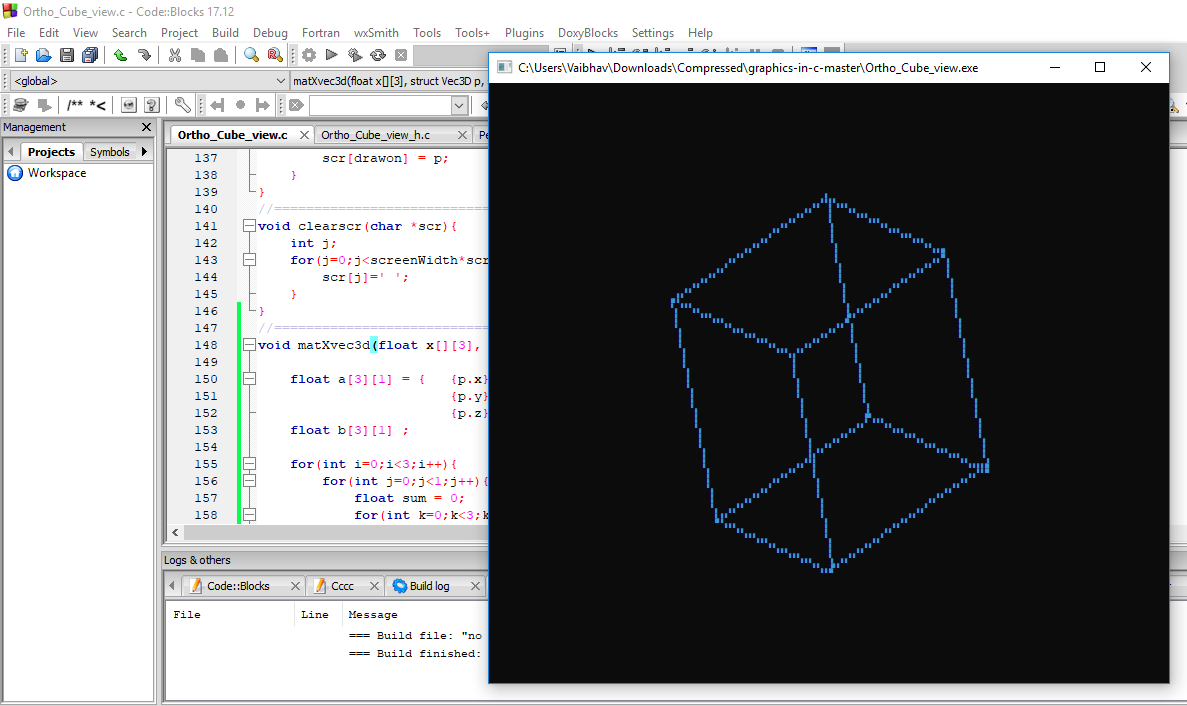 Ortho_Cube_view.c - Code::Blocks 17.12
File Edit View Search Project Build Debug Fortran wxSmith Tools Tools+ Plugins DoxyBlocks Settings Help
C:\Users\Vaibhav\Downloads\Compressed\graphics-in-c-master\Ortho_Cube_view.exe
<global>
matXvec3d(float x[][3], struct Vec3D p,
/** *<
Management
Projects Symbols
Workspace
Ortho_Cube_view.c Ortho_Cube_view_h.c Pe
137 scr[drawon] = p;
138 }
139 }
140 //==========================
141 void clearscr(char *scr){
142 int j;
143 for(j=0;j<screenWidth*scr
144 scr[j]=' ';
145 }
146 }
147 //==========================
148 void matXvec3d(float x[][3],
149
150 float a[3][1] = { {p.x}
151 {p.y}
152 {p.z}
153 float b[3][1] ;
154
155 for(int i=0;i<3;i++){
156 for(int j=0;j<1;j++){
157 float sum = 0;
158 for(int k=0;k<3;k
Logs & others
Code::Blocks Cccc Build log
File Line Message
=== Build file: "no
=== Build finished: